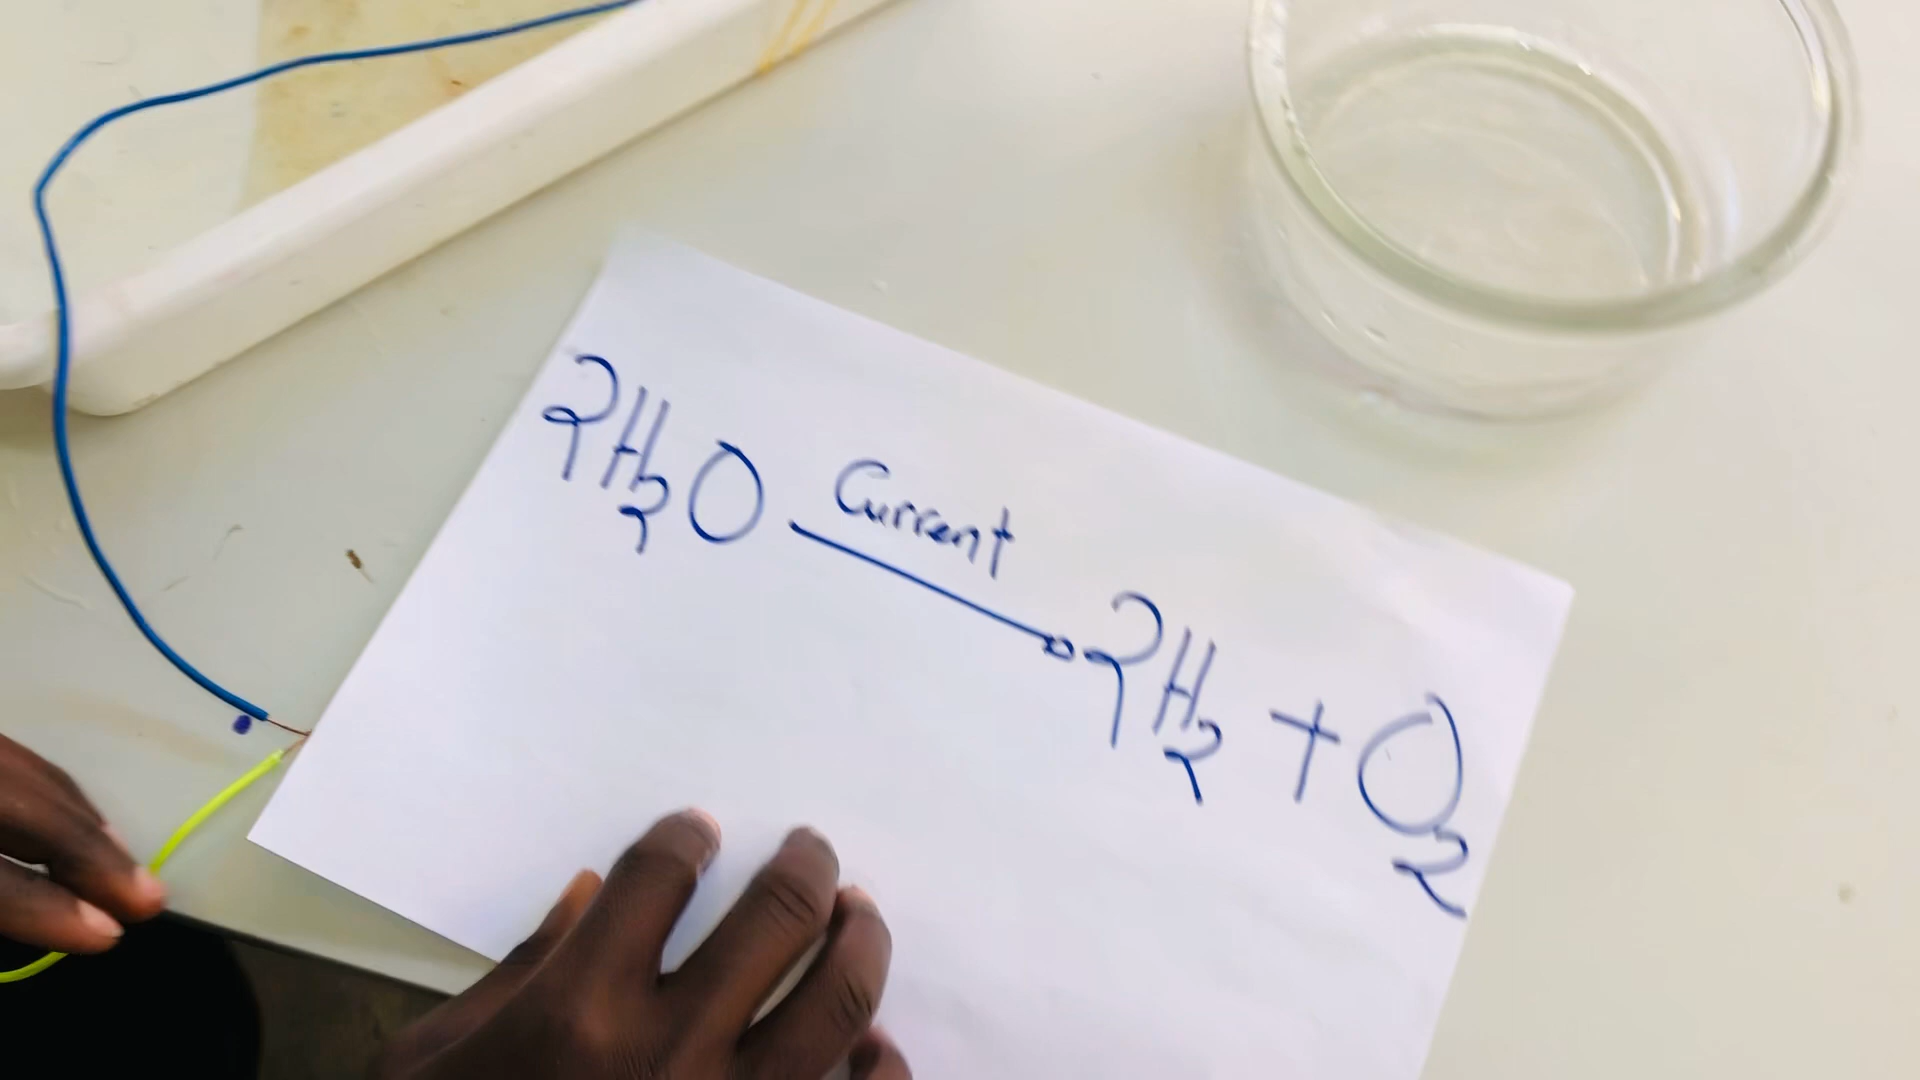 2H₂O Current → 2H₂ + O₂